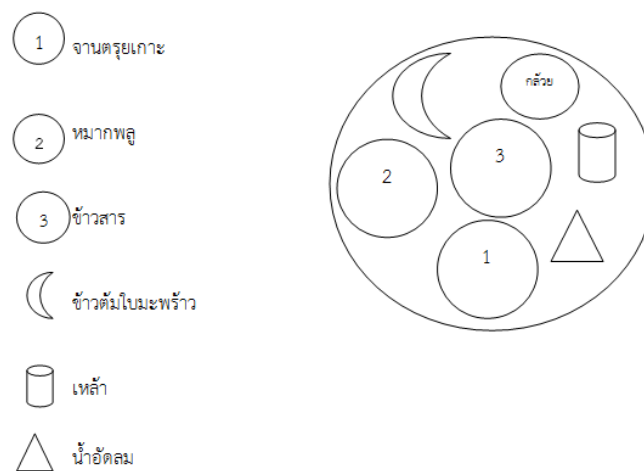 1 จานตรุยเกาะ
2 หมากพลู
3 ข้าวสาร
ข้าวต้มใบมะพร้าว
เหล้า
น้ำอัดลม
กล้วย
3
2
1